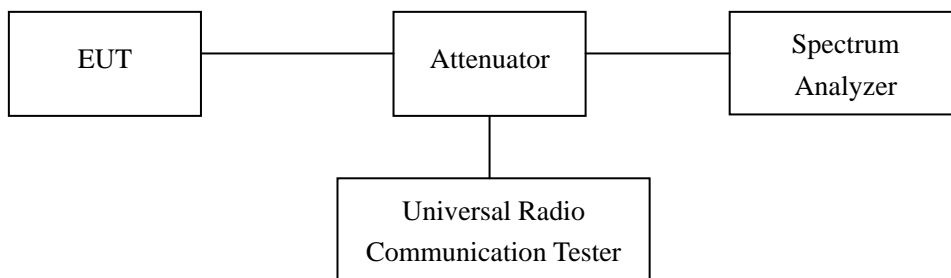 EUT
Attenuator
Spectrum
Analyzer
Universal Radio
Communication Tester